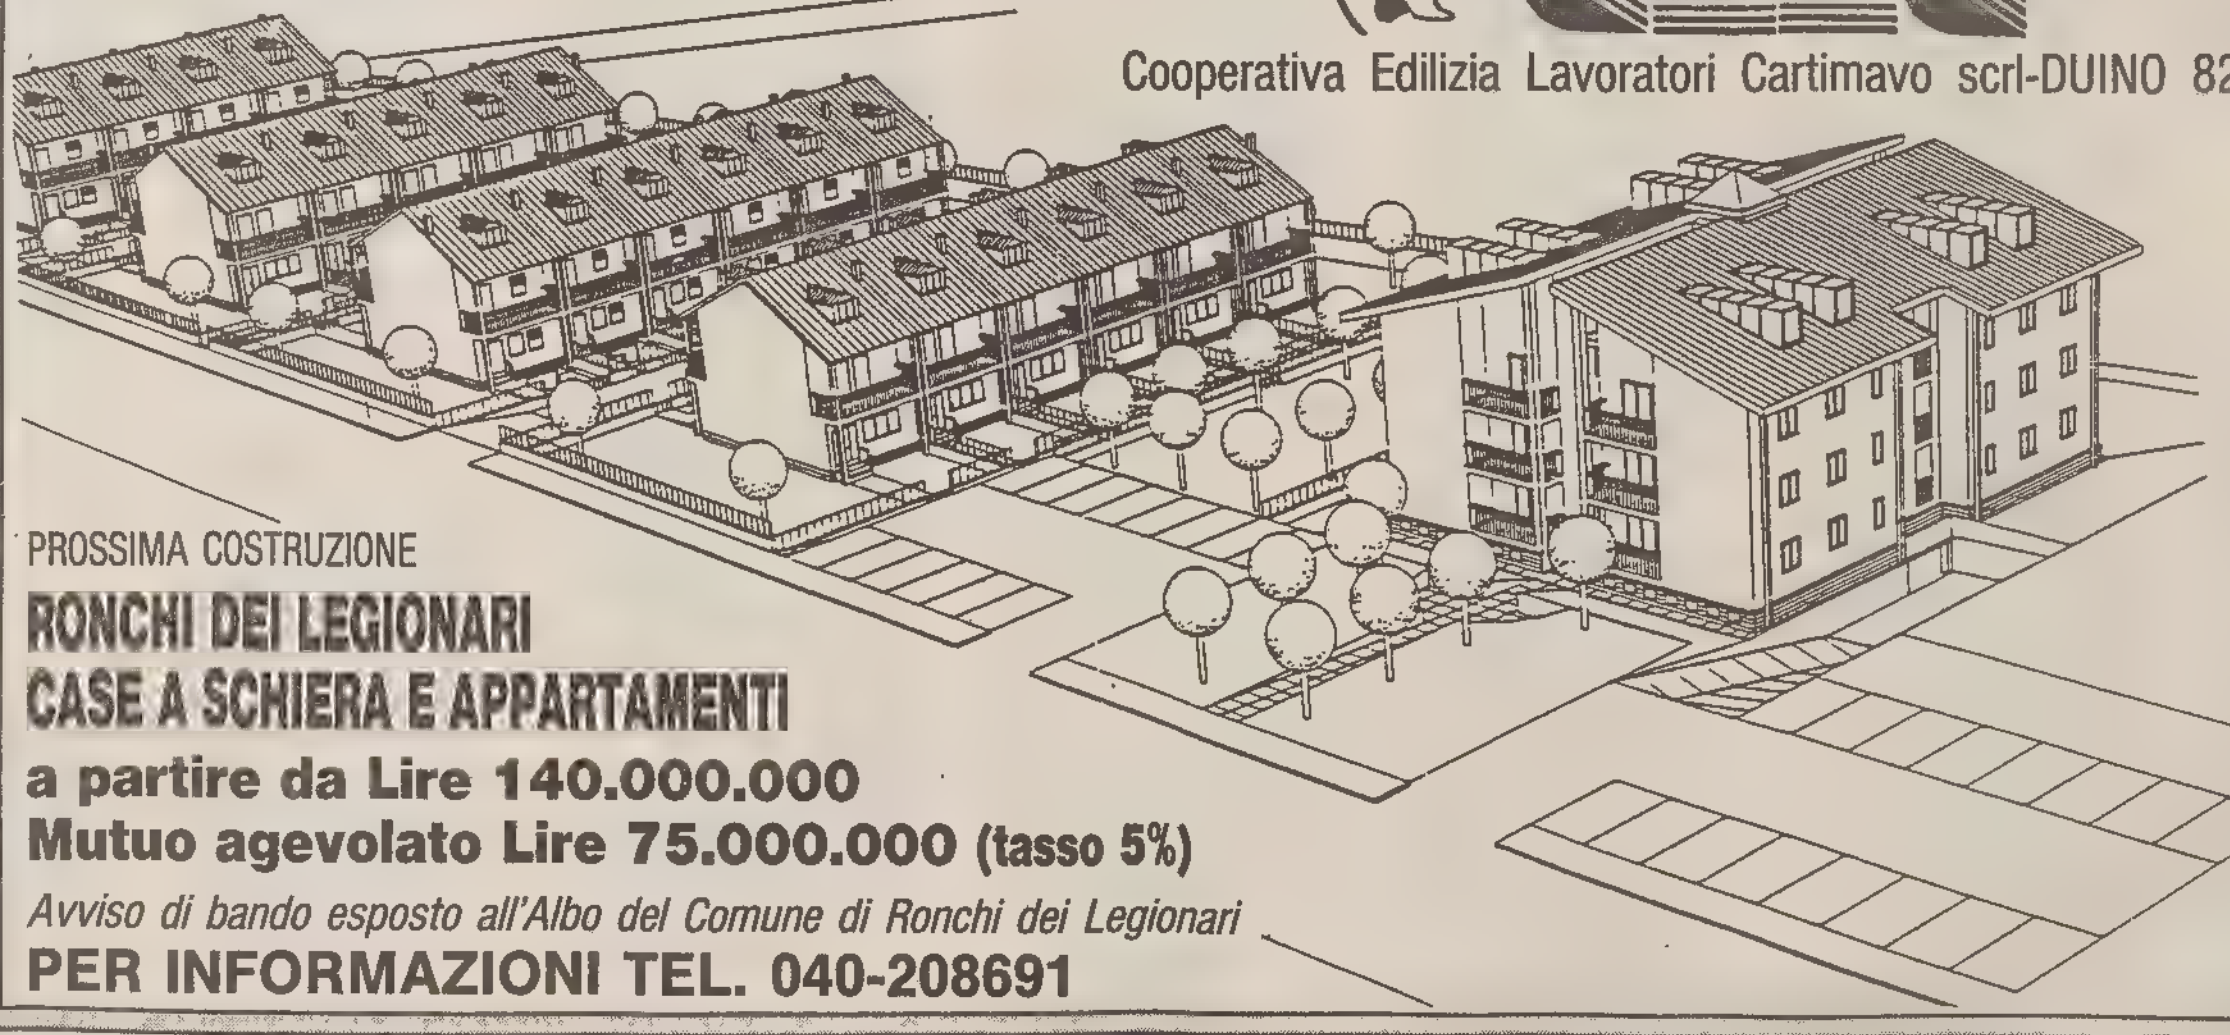 Cooperativa Edilizia Lavoratori Cartimavo scrl-DUINO 82
PROSSIMA COSTRUZIONE
RONCHI DEI LEGIONARI
CASE A SCHIERA E APPARTAMENTI
a partire da Lire 140.000.000
Mutuo agevolato Lire 75.000.000 (tasso 5%)
Avviso di bando esposto all'Albo del Comune di Ronchi dei Legionari
PER INFORMAZIONI TEL. 040-208691